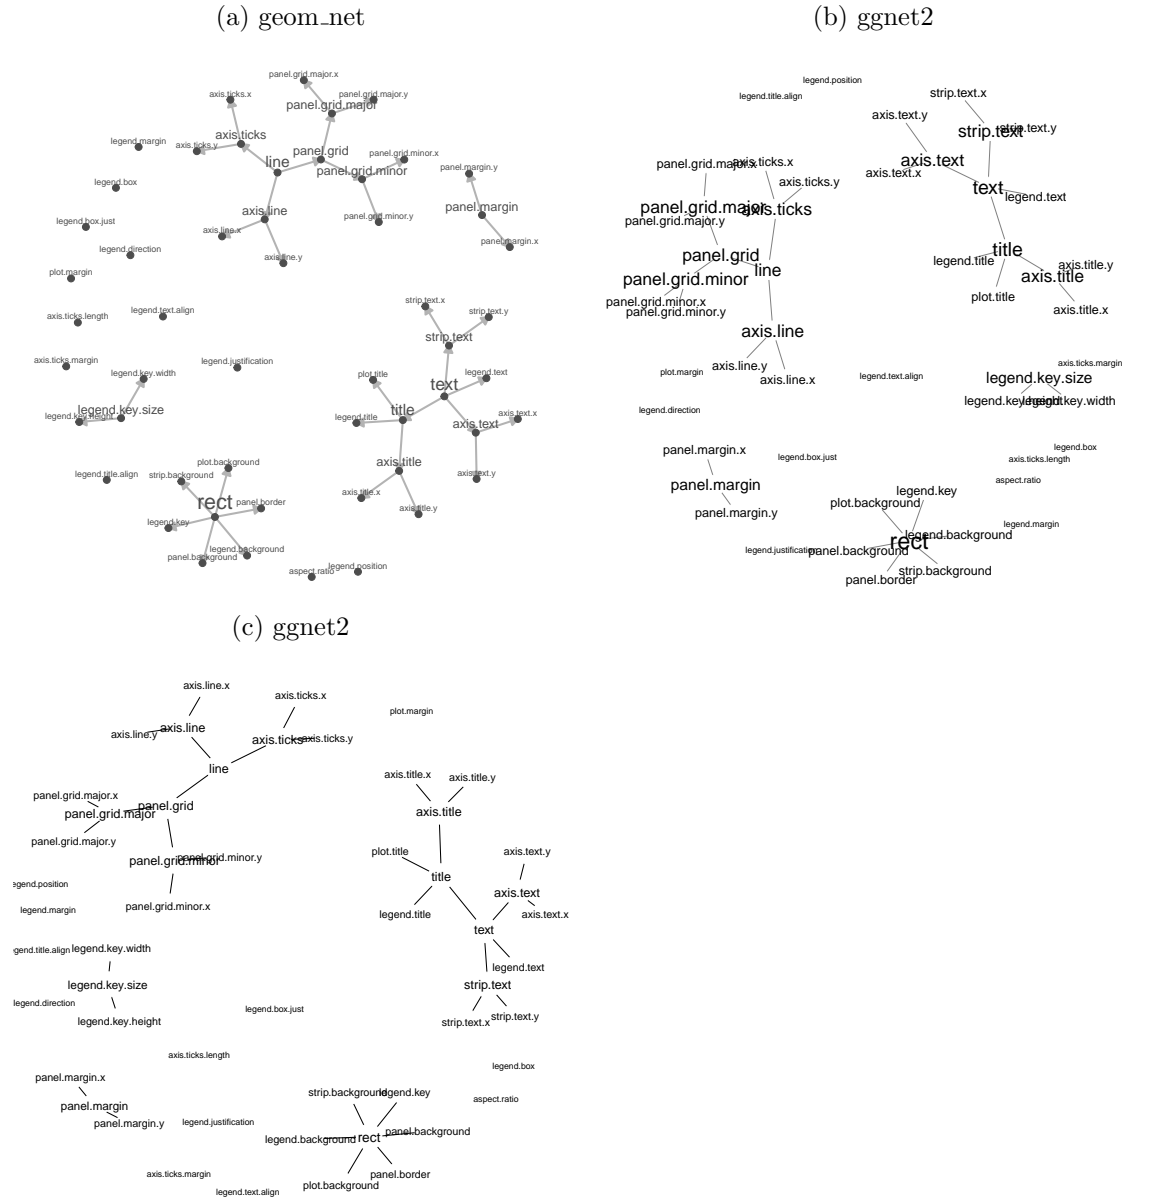 (a) geom_net
panel.grid.major.x
axis.ticks.x
panel.grid.major.y
panel.grid.major
axis.ticks
legend.margin
axis.ticks.y
panel.grid
panel.grid.minor.x
line
panel.grid.minor
panel.margin.y
legend.box
axis.line
panel.margin
panel.grid.minor.y
legend.box.just
axis.line.x
legend.direction
axis.line.y
panel.margin.x
plot.margin
strip.text.x
legend.text.align
strip.text.y
axis.ticks.length
strip.text
axis.ticks.margin
legend.justification
legend.key.width
plot.title
legend.text
text
legend.key.size
title
legend.key.height
legend.title
axis.text.x
axis.text
axis.title
plot.background
strip.background
legend.title.align
axis.text.y
axis.title.x
rect
panel.border
axis.title.y
legend.key
legend.background
panel.background
legend.position
aspect.ratio
(b) ggnet2
legend.position
strip.text.x
legend.title.align
axis.text.y
strip.text
strip.text.y
panel.grid.major.x
axis.ticks.x
axis.text
axis.text.x
axis.ticks.y
text
legend.text
panel.grid.major
axis.ticks
panel.grid.major.y
title
panel.grid
legend.title
axis.title.y
line
axis.title
panel.grid.minor
plot.title
panel.grid.minor.x
panel.grid.minor.y
axis.title.x
axis.line
axis.ticks.margin
axis.line.y
plot.margin
axis.line.x
legend.text.align
legend.key.size
legend.key.height
legend.key.width
legend.direction
legend.box
panel.margin.x
legend.box.just
axis.ticks.length
panel.margin
aspect.ratio
legend.key
plot.background
panel.margin.y
legend.margin
legend.background
rect
legend.justification
panel.background
strip.background
panel.border
(c) ggnet2
axis.line.x
axis.ticks.x
plot.margin
axis.line
axis.line.y
axis.ticks
axis.ticks.y
line
axis.title.x
axis.title.y
panel.grid.major.x
panel.grid
panel.grid.major
axis.title
panel.grid.major.y
plot.title
axis.text.y
panel.grid.minor
panel.grid.minor.y
title
egend.position
axis.text
panel.grid.minor.x
legend.margin
legend.title
axis.text.x
text
gend.title.align
legend.key.width
legend.text
legend.key.size
strip.text
legend.direction
legend.box.just
legend.key.height
strip.text.x
strip.text.y
axis.ticks.length
legend.box
panel.margin.x
strip.background
legend.key
aspect.ratio
panel.margin
panel.margin.y
legend.justification
legend.background
rect
panel.background
axis.ticks.margin
panel.border
plot.background
legend.text.align